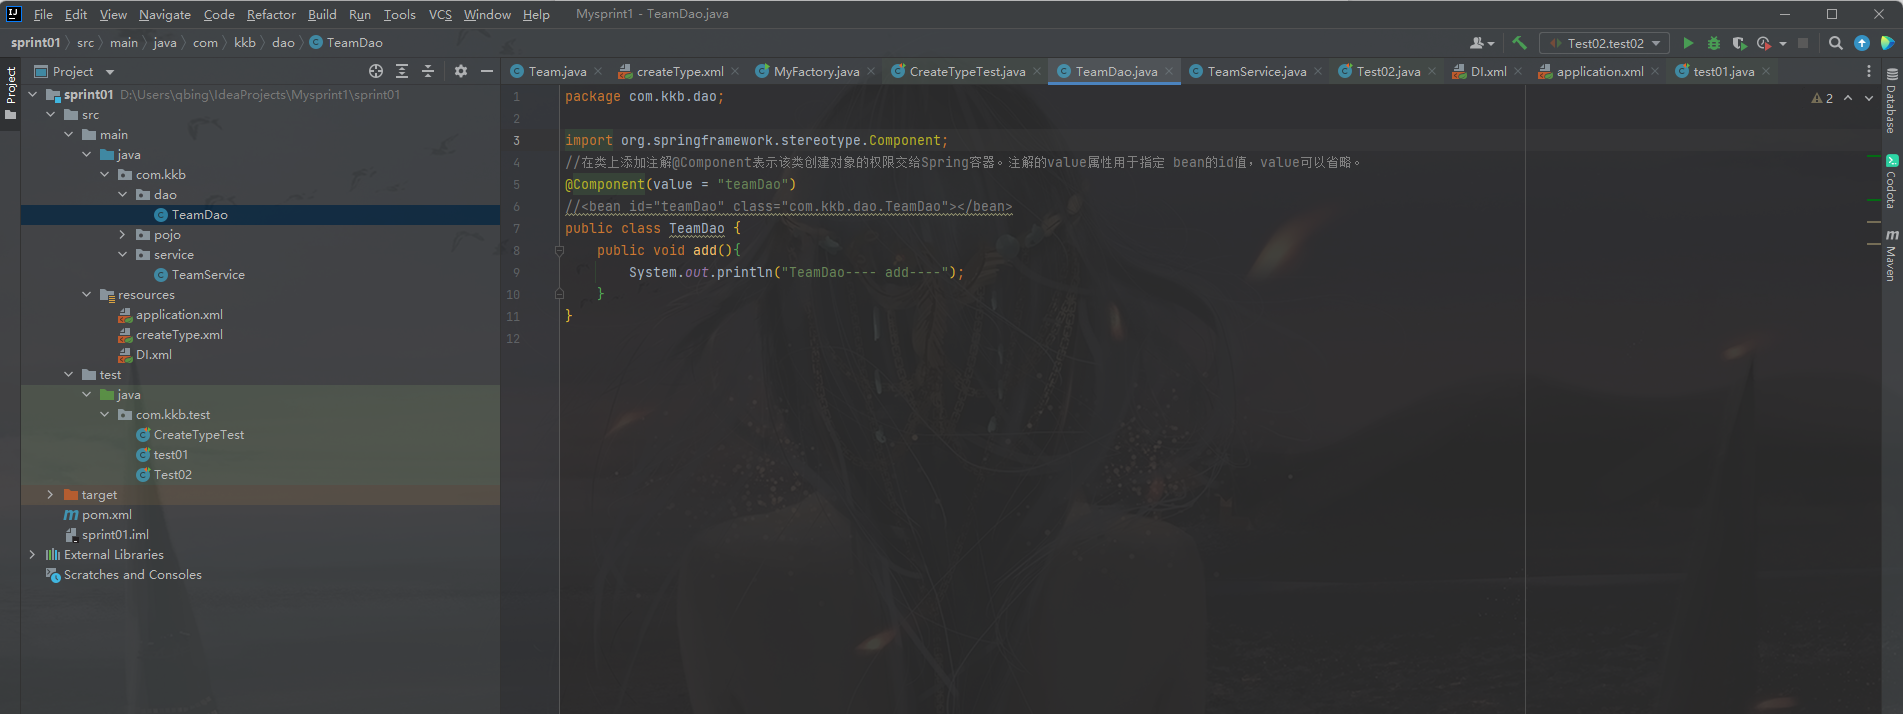 File Edit View Navigate Code Refactor Build Run Tools VCS Window Help Mysprint1 - TeamDao.java
sprint01 src main java com kkb dao TeamDao
Test02.test02
Project
Project
Team.java createType.xml MyFactory.java CreateTypeTest.java TeamDao.java TeamService.java Test02.java DI.xml application.xml test01.java
sprint01 D:\Users\qbing\IdeaProjects\Mysprint1\sprint01
src
main
java
com.kkb
dao
TeamDao
pojo
service
TeamService
resources
application.xml
createType.xml
DI.xml
test
java
com.kkb.test
CreateTypeTest
test01
Test02
target
pom.xml
sprint01.iml
External Libraries
Scratches and Consoles
1 package com.kkb.dao;
2
3 import org.springframework.stereotype.Component;
4 //在类上添加注解@Component表示该类创建对象的权限交给Spring容器。注解的value属性用于指定 bean的id值，value可以省略。
5 @Component(value = "teamDao")
6 //<bean id="teamDao" class="com.kkb.dao.TeamDao"></bean>
7 public class TeamDao {
8 public void add(){
9 System.out.println("TeamDao---- add----");
10 }
11 }
12
2
Database
Codota
Maven